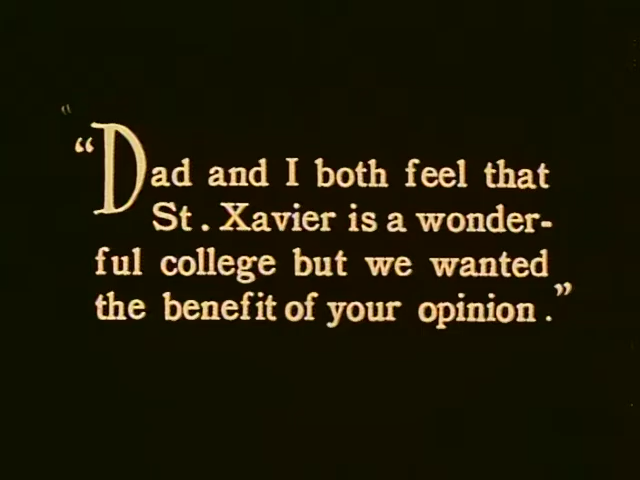 “Dad and I both feel that
St. Xavier is a wonder-
ful college but we wanted
the benefit of your opinion.”